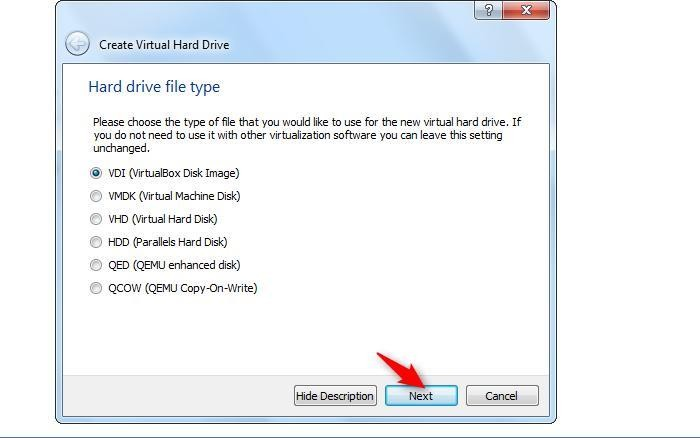 ?
x
Create Virtual Hard Drive
Hard drive file type
Please choose the type of file that you would like to use for the new virtual hard drive. If
you do not need to use it with other virtualization software you can leave this setting
unchanged.
VDI (VirtualBox Disk Image)
VMDK (Virtual Machine Disk)
VHD (Virtual Hard Disk)
HDD (Parallels Hard Disk)
QED (QEMU enhanced disk)
QCOW (QEMU Copy-On-Write)
Hide Description
Next
Cancel